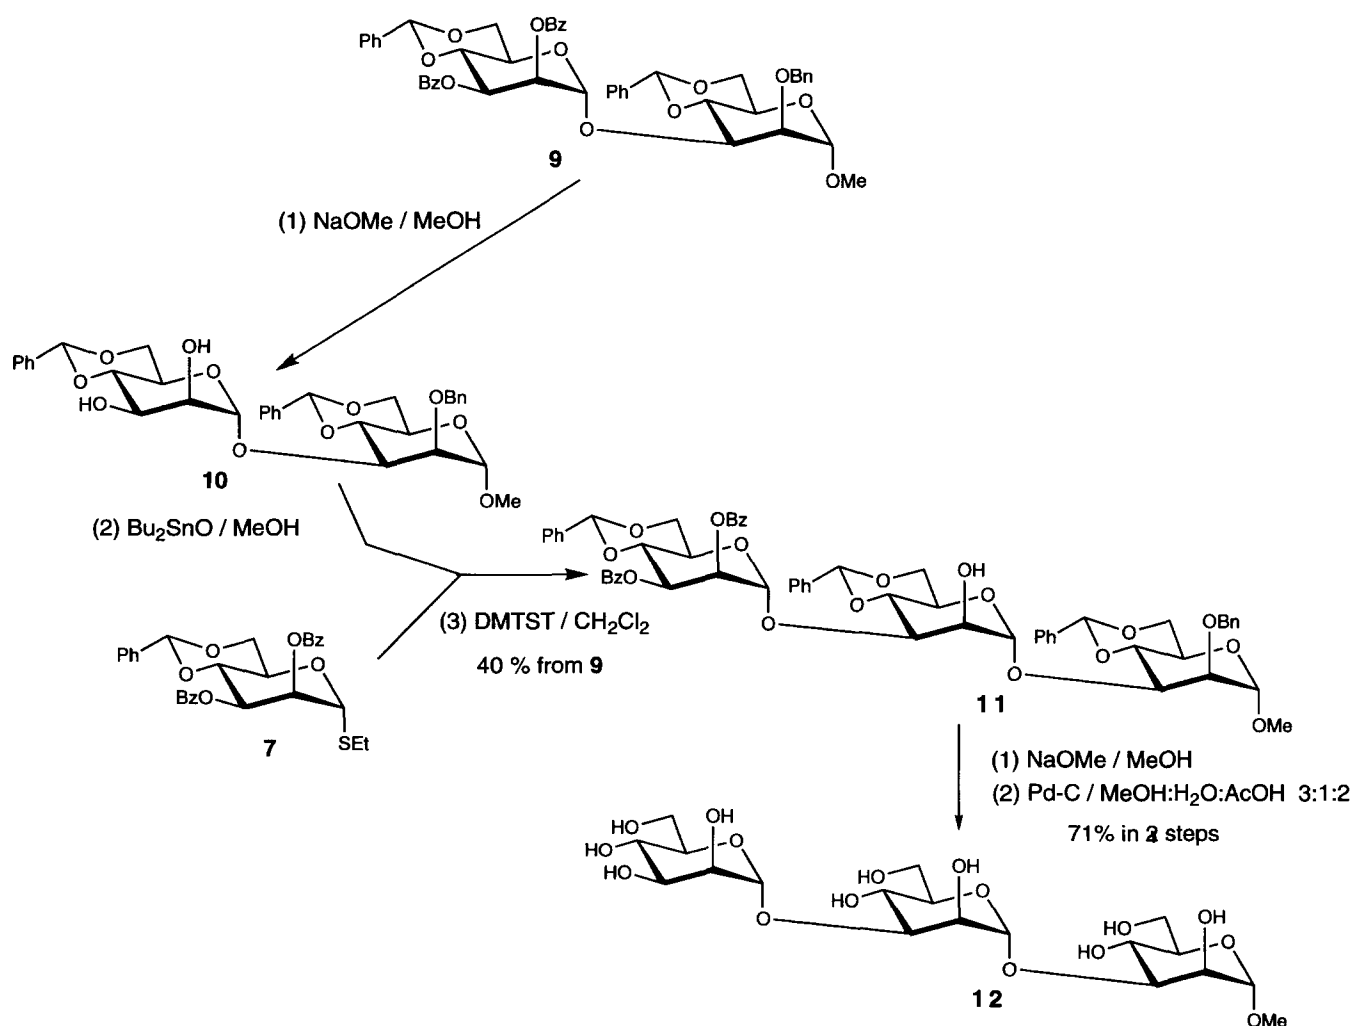 OBz
O
O
Ph
O
BzO
O
OBn
O
O
Ph
O
OMe
9
(1) NaOMe / MeOH
OH
O
O
Ph
O
HO
O
OBn
O
O
Ph
O
OMe
10
(2) Bu₂SnO / MeOH
OBz
O
O
Ph
O
BzO
O
OH
O
O
Ph
O
O
OBn
O
O
Ph
O
OMe
11
(3) DMTST / CH₂Cl₂
40 % from 9
OBz
O
O
Ph
O
BzO
SEt
7
(1) NaOMe / MeOH
(2) Pd-C / MeOH:H₂O:AcOH 3:1:2
71% in steps
OH
HO
O
HO
HO
O
OH
HO
O
HO
O
OH
HO
O
HO
OMe
12